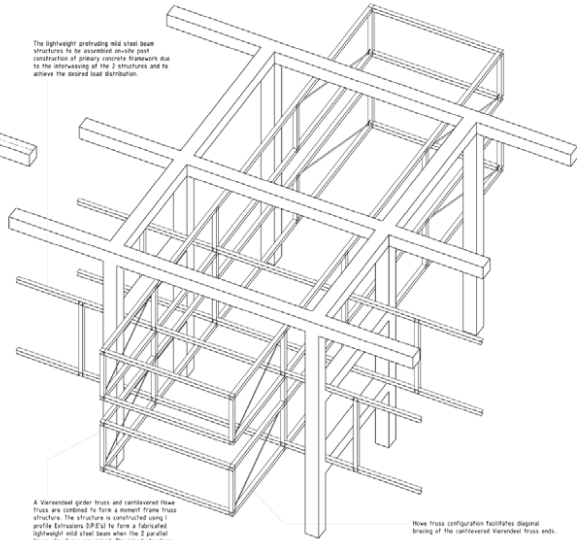 The lightweight protruding mild steel beam
structures to be assembled on-site post
construction of primary concrete framework due
to the interweaving of the 2 structures and to
achieve the desired load distribution.
A Viereendeel girder truss and cantilevered Howe
truss are combined to form a moment frame truss
structure. The structure is constructed using I
profile Extrusions (I.P.E's) to form a fabricated
lightweight mild steel beam when the 2 parallel
Howe truss configuration facilitates diagonal
bracing of the cantilevered Vierendeel truss ends.